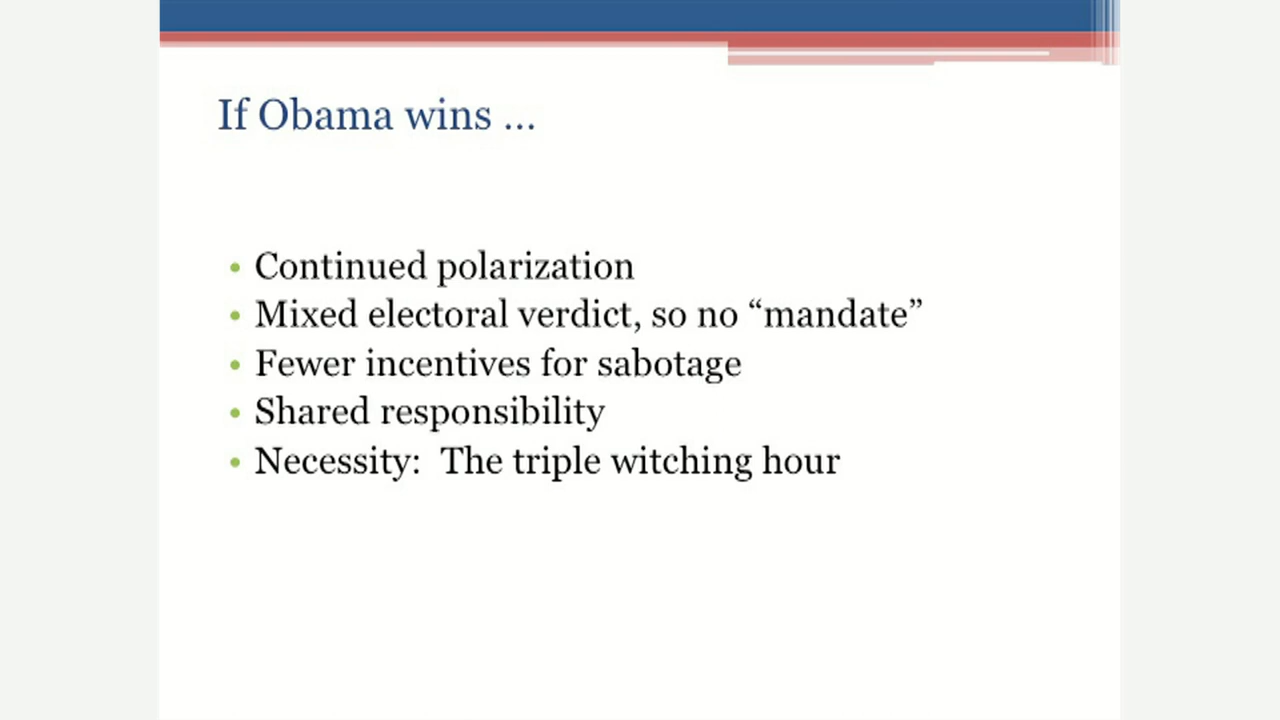 If Obama wins ...
• Continued polarization
• Mixed electoral verdict, so no “mandate”
• Fewer incentives for sabotage
• Shared responsibility
• Necessity:  The triple witching hour